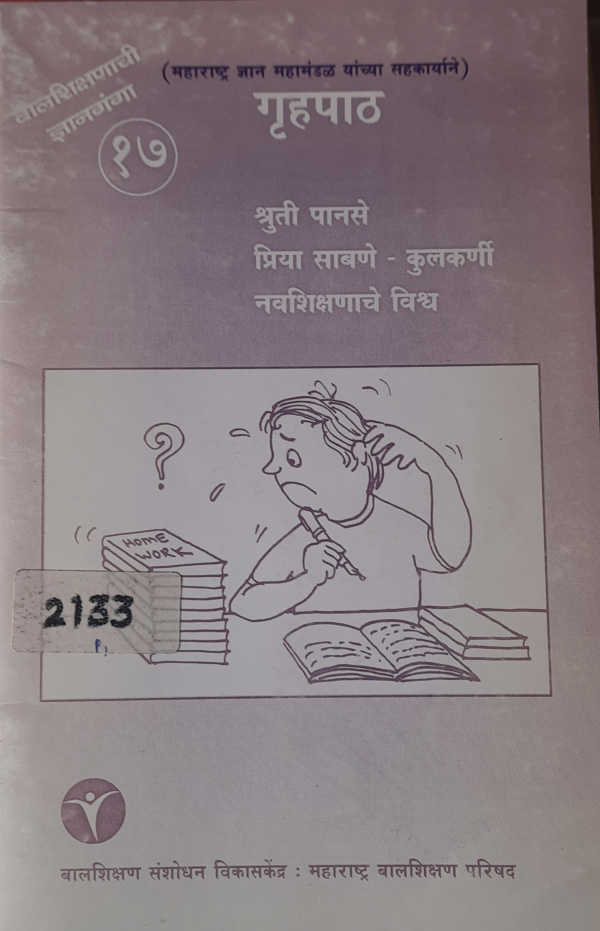 (महाराष्ट्र ज्ञान महामंडळ यांच्या सहकार्याने)
बालशिक्षणाची
ज्ञानगंगा
१७
गृहपाठ
श्रुती पानसे
प्रिया साबणे - कुलकर्णी
नवशिक्षणाचे विश्व
?
HOME
WORK
2133
P,
बालशिक्षण संशोधन विकासकेंद्र : महाराष्ट्र बालशिक्षण परिषद